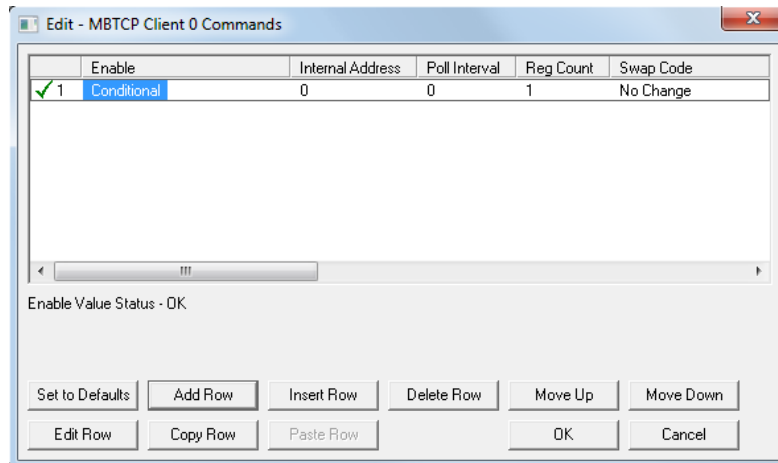 Edit - MBTCP Client 0 Commands
Enable Internal Address Poll Interval Reg Count Swap Code
1 Conditional 0 0 1 No Change
Enable Value Status - OK
Set to Defaults Add Row Insert Row Delete Row Move Up Move Down
Edit Row Copy Row Paste Row OK Cancel